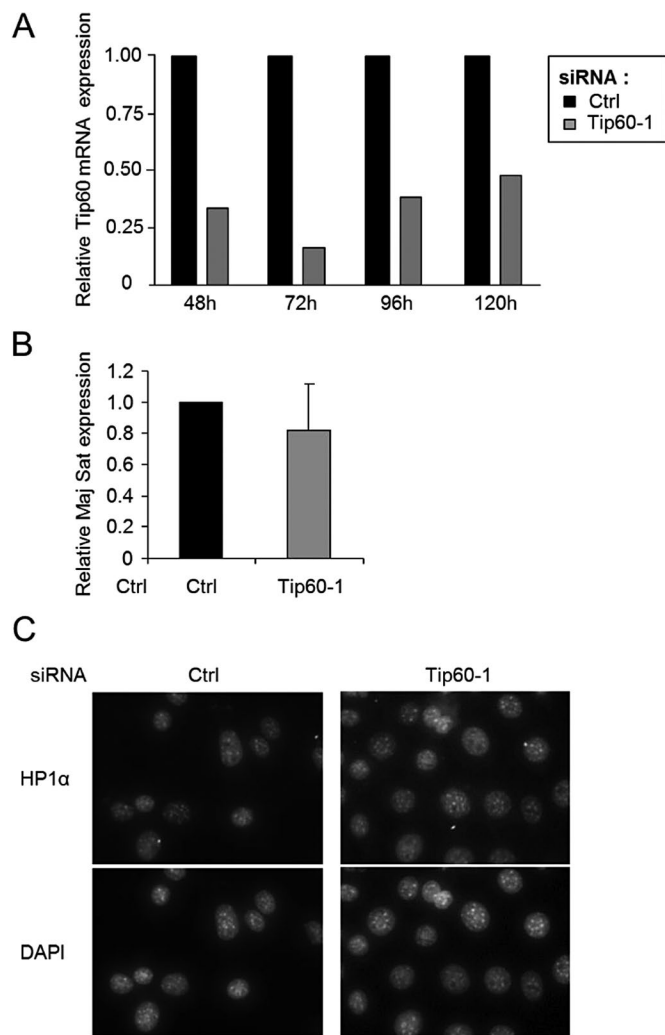 A
Relative Tip60 mRNA expression
1.00
0.75
0.50
0.25
0
48h 72h 96h 120h
siRNA :
Ctrl
Tip60-1
B
Relative Maj Sat expression
1.2
1.0
0.8
0.6
0.4
0.2
0
Ctrl Ctrl Tip60-1
C
siRNA Ctrl Tip60-1
HP1α
DAPI